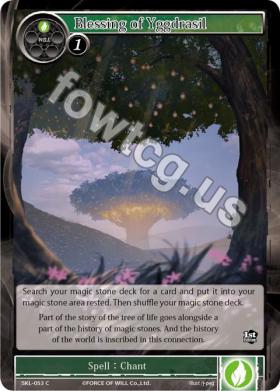 Blessing of Yggdrasil
WILL
1
fowtcg.us
Search your magic stone deck for a card and put it into
your magic stone area rested. Then shuffle your magic stone deck.
Part of the story of the tree of life goes alongside a
part of the history of magic stones. And the history
of the world is inscribed in this connection.
1st
Edition
SKL-053 C
©FORCE OF WILL Co.,Ltd.
Illust †-peg
Spell : Chant